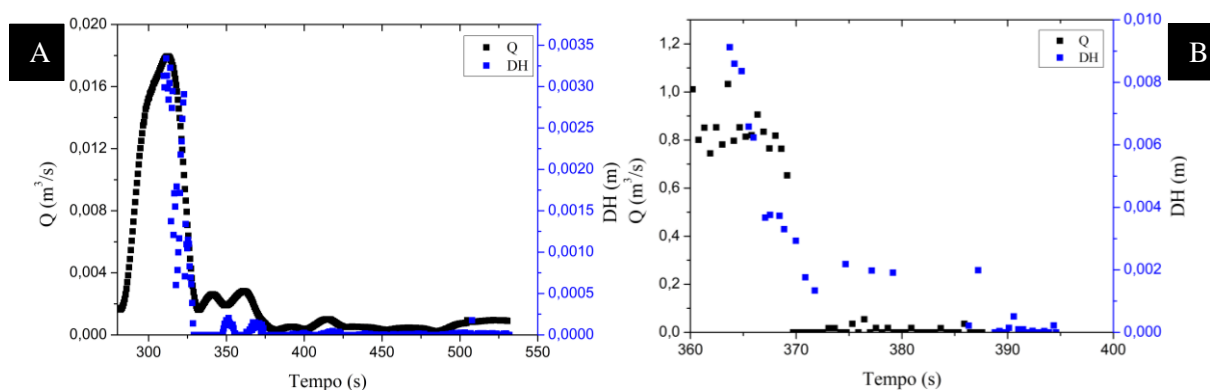 A
0,020
0,016
0,012
0,008
0,004
0,000
Q (m³/s)
300 350 400 450 500 550
Tempo (s)
0,0035
0,0030
0,0025
0,0020
0,0015
0,0010
0,0005
0,0000
DH (m)
Q
DH
B
1,2
1,0
0,8
0,6
0,4
0,2
0,0
Q (m³/s)
360 370 380 390 400
Tempo (s)
0,010
0,008
0,006
0,004
0,002
0,000
DH (m)
Q
DH